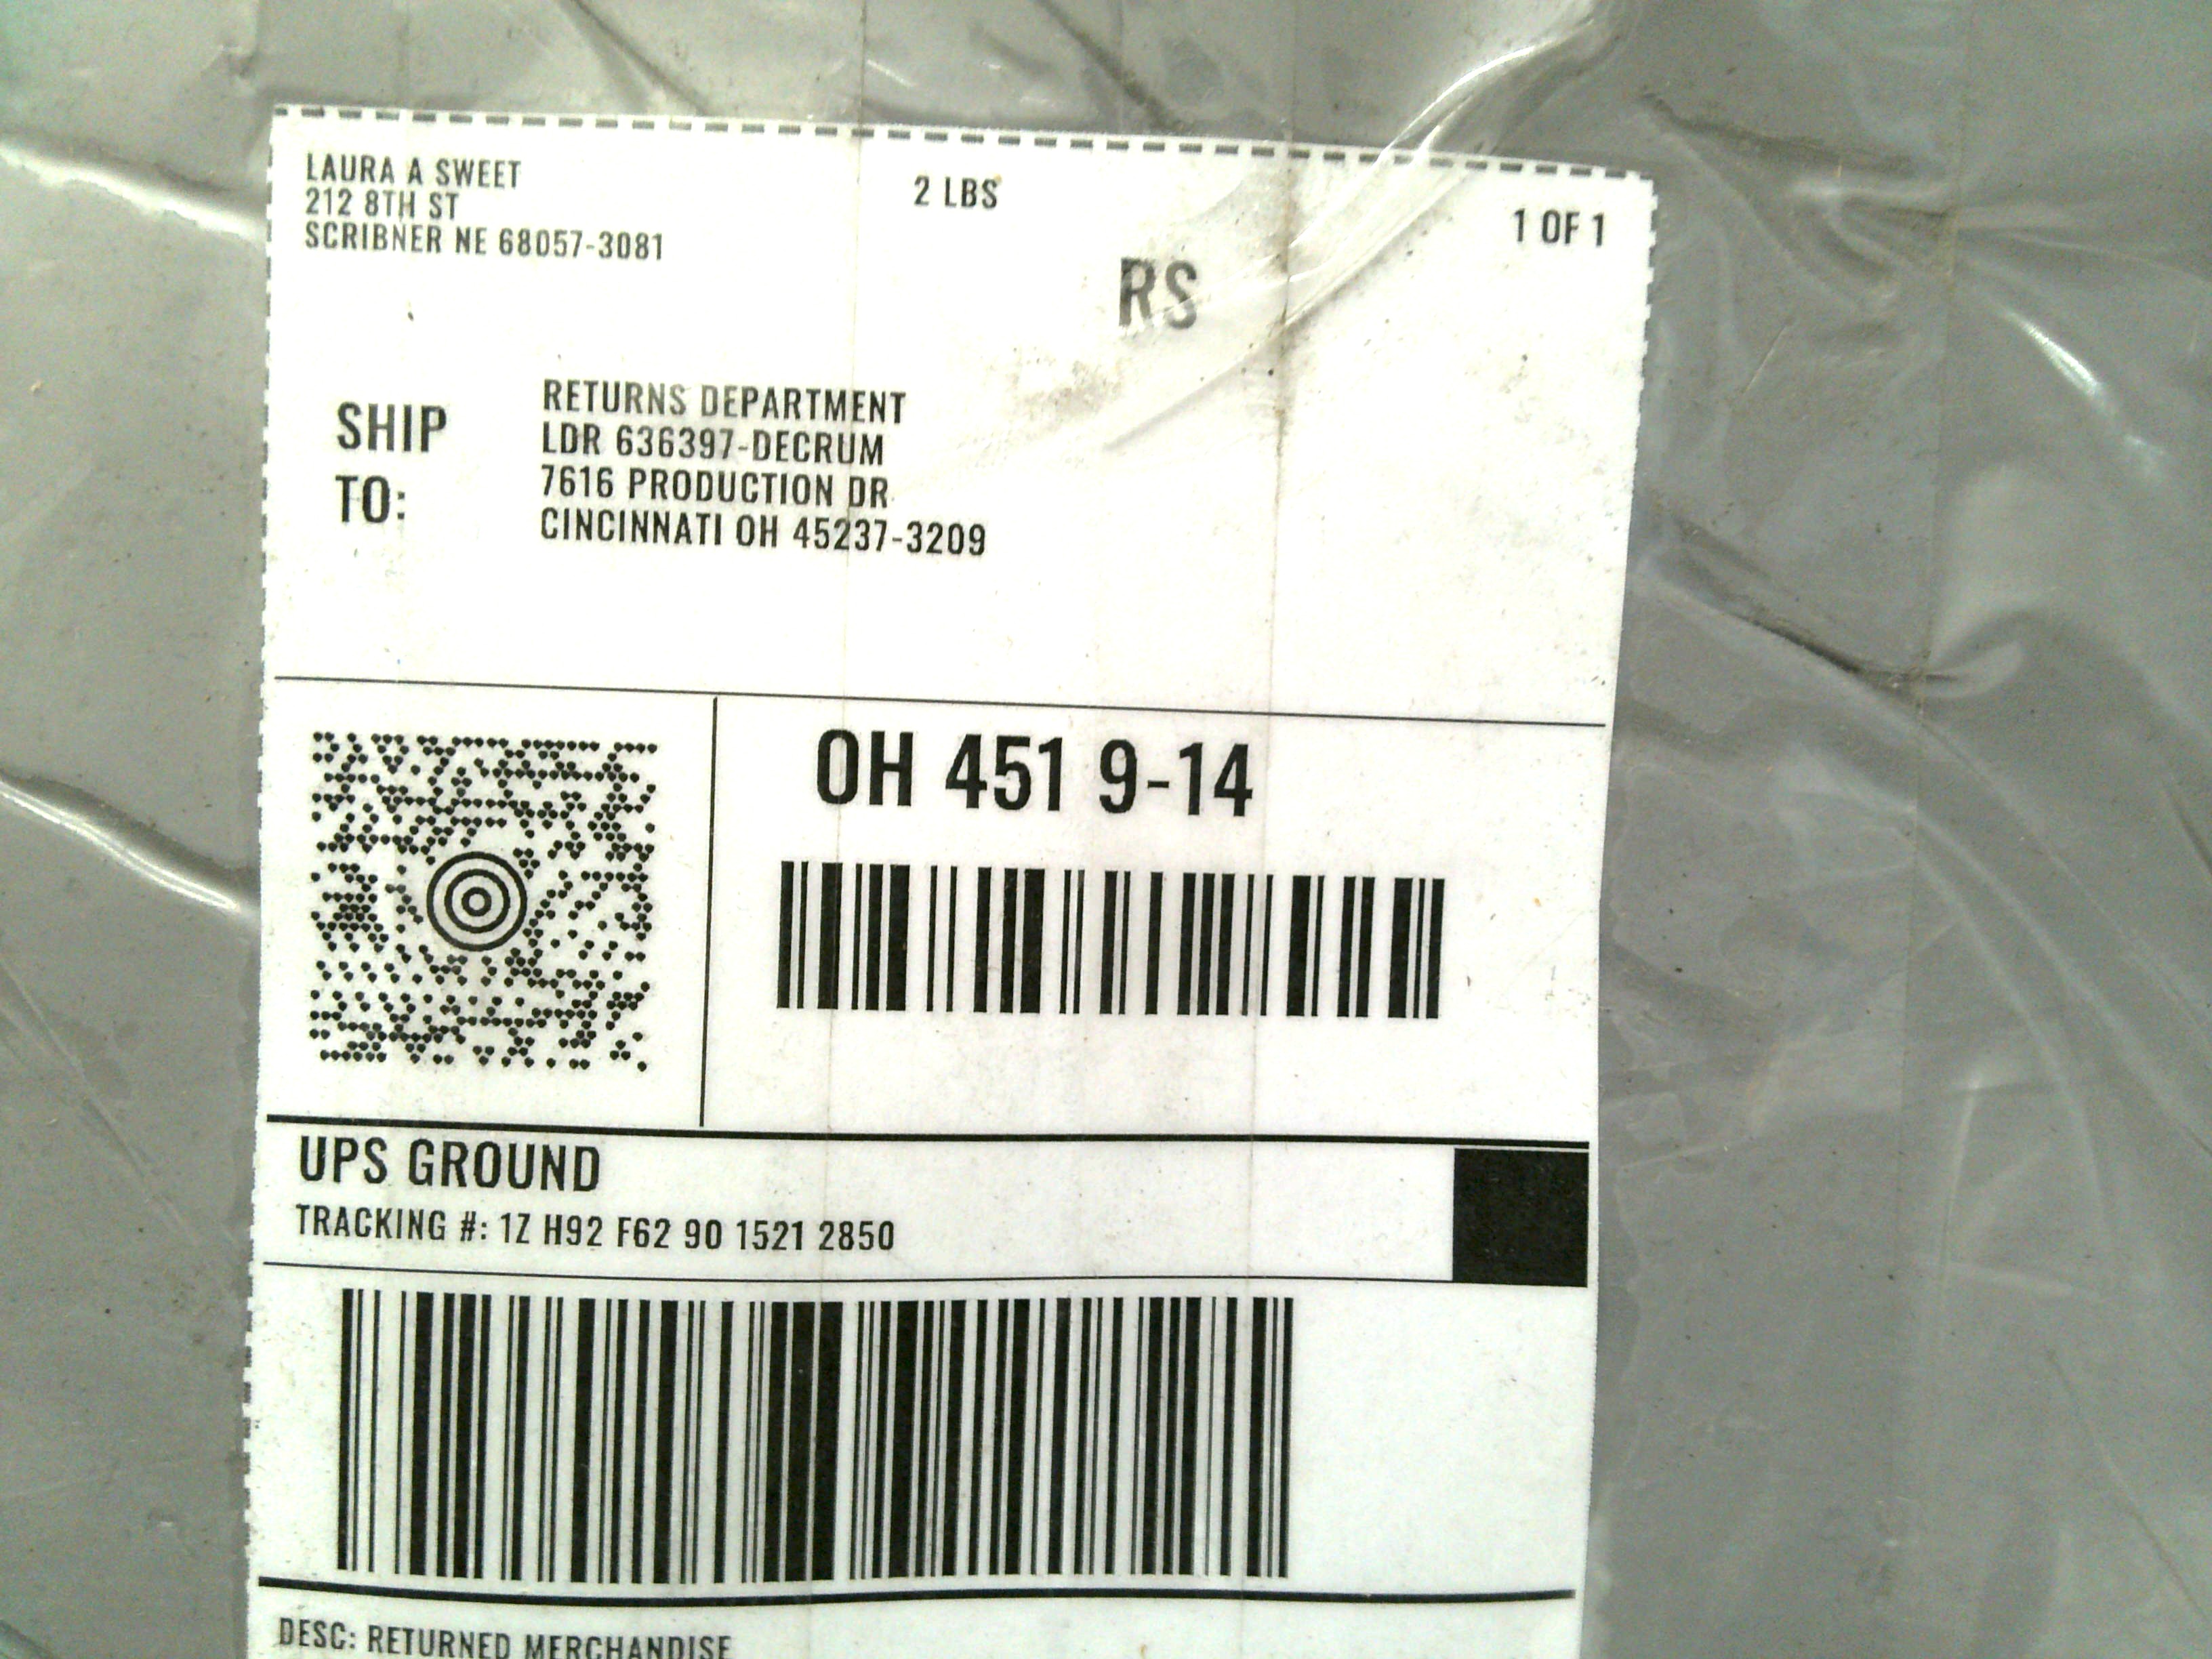 LAURA A SWEET
212 8TH ST
SCRIBNER NE 68057-3081
2 LBS
1 OF 1
RS
SHIP
TO:
RETURNS DEPARTMENT
LDR 636397-DECRUM
7616 PRODUCTION DR
CINCINNATI OH 45237-3209
OH 451 9-14
UPS GROUND
TRACKING #: 1Z H92 F62 90 1521 2850
DESC: RETURNED MERCHANDISE